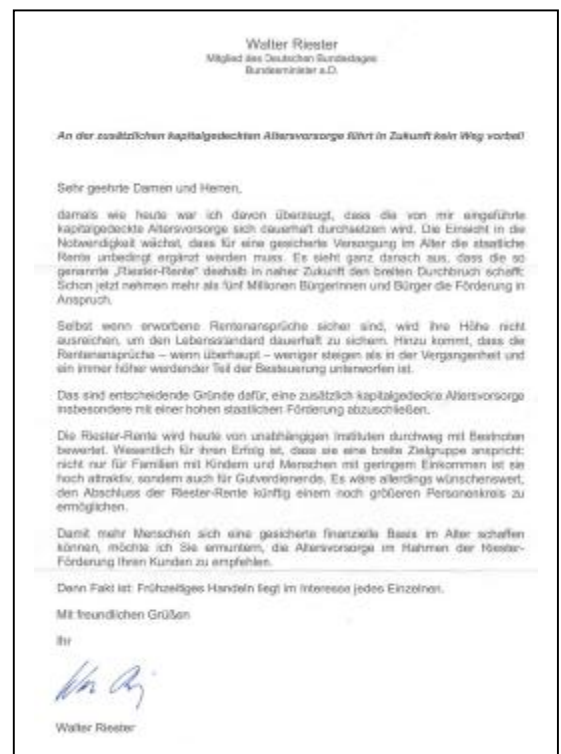 Walter Riester
Mitglied des Deutschen Bundestages
Bundesminister a.D.
An der zusätzlichen kapitalgedeckten Altersvorsorge führt in Zukunft kein Weg vorbei!
Sehr geehrte Damen und Herren,
damals wie heute war ich davon überzeugt, dass die von mir eingeführte
kapitalgedeckte Altersvorsorge sich dauerhaft durchsetzen wird. Die Einsicht in die
Notwendigkeit wächst, dass für eine gesicherte Versorgung im Alter die staatliche
Rente unbedingt ergänzt werden muss. Es sieht ganz danach aus, dass die so
genannte „Riester-Rente" deshalb in naher Zukunft den breiten Durchbruch schafft:
Schon jetzt nehmen mehr als fünf Millionen Bürgerinnen und Bürger die Förderung in
Anspruch.
Selbst wenn erworbene Rentenansprüche sicher sind, wird ihre Höhe nicht
ausreichen, um den Lebensstandard dauerhaft zu sichern. Hinzu kommt, dass die
Rentenansprüche – wenn überhaupt – weniger steigen als in der Vergangenheit und
ein immer höher werdender Teil der Besteuerung unterworfen ist.
Das sind entscheidende Gründe dafür, eine zusätzlich kapitalgedeckte Altersvorsorge
insbesondere mit einer hohen staatlichen Förderung abzuschließen.
Die Riester-Rente wird heute von unabhängigen Instituten durchweg mit Bestnoten
bewertet. Wesentlich für ihren Erfolg ist, dass sie eine breite Zielgruppe anspricht:
nicht nur für Familien mit Kindern und Menschen mit geringem Einkommen ist sie
hoch attraktiv, sondern auch für Gutverdienende. Es wäre allerdings wünschenswert,
den Abschluss der Riester-Rente künftig einem noch größeren Personenkreis zu
ermöglichen.
Damit mehr Menschen sich eine gesicherte finanzielle Basis im Alter schaffen
können, möchte ich Sie ermuntern, die Altersvorsorge im Rahmen der Riester-
Förderung Ihren Kunden zu empfehlen.
Denn Fakt ist: Frühzeitiges Handeln liegt im Interesse jedes Einzelnen.
Mit freundlichen Grüßen
Ihr
Walter Riester